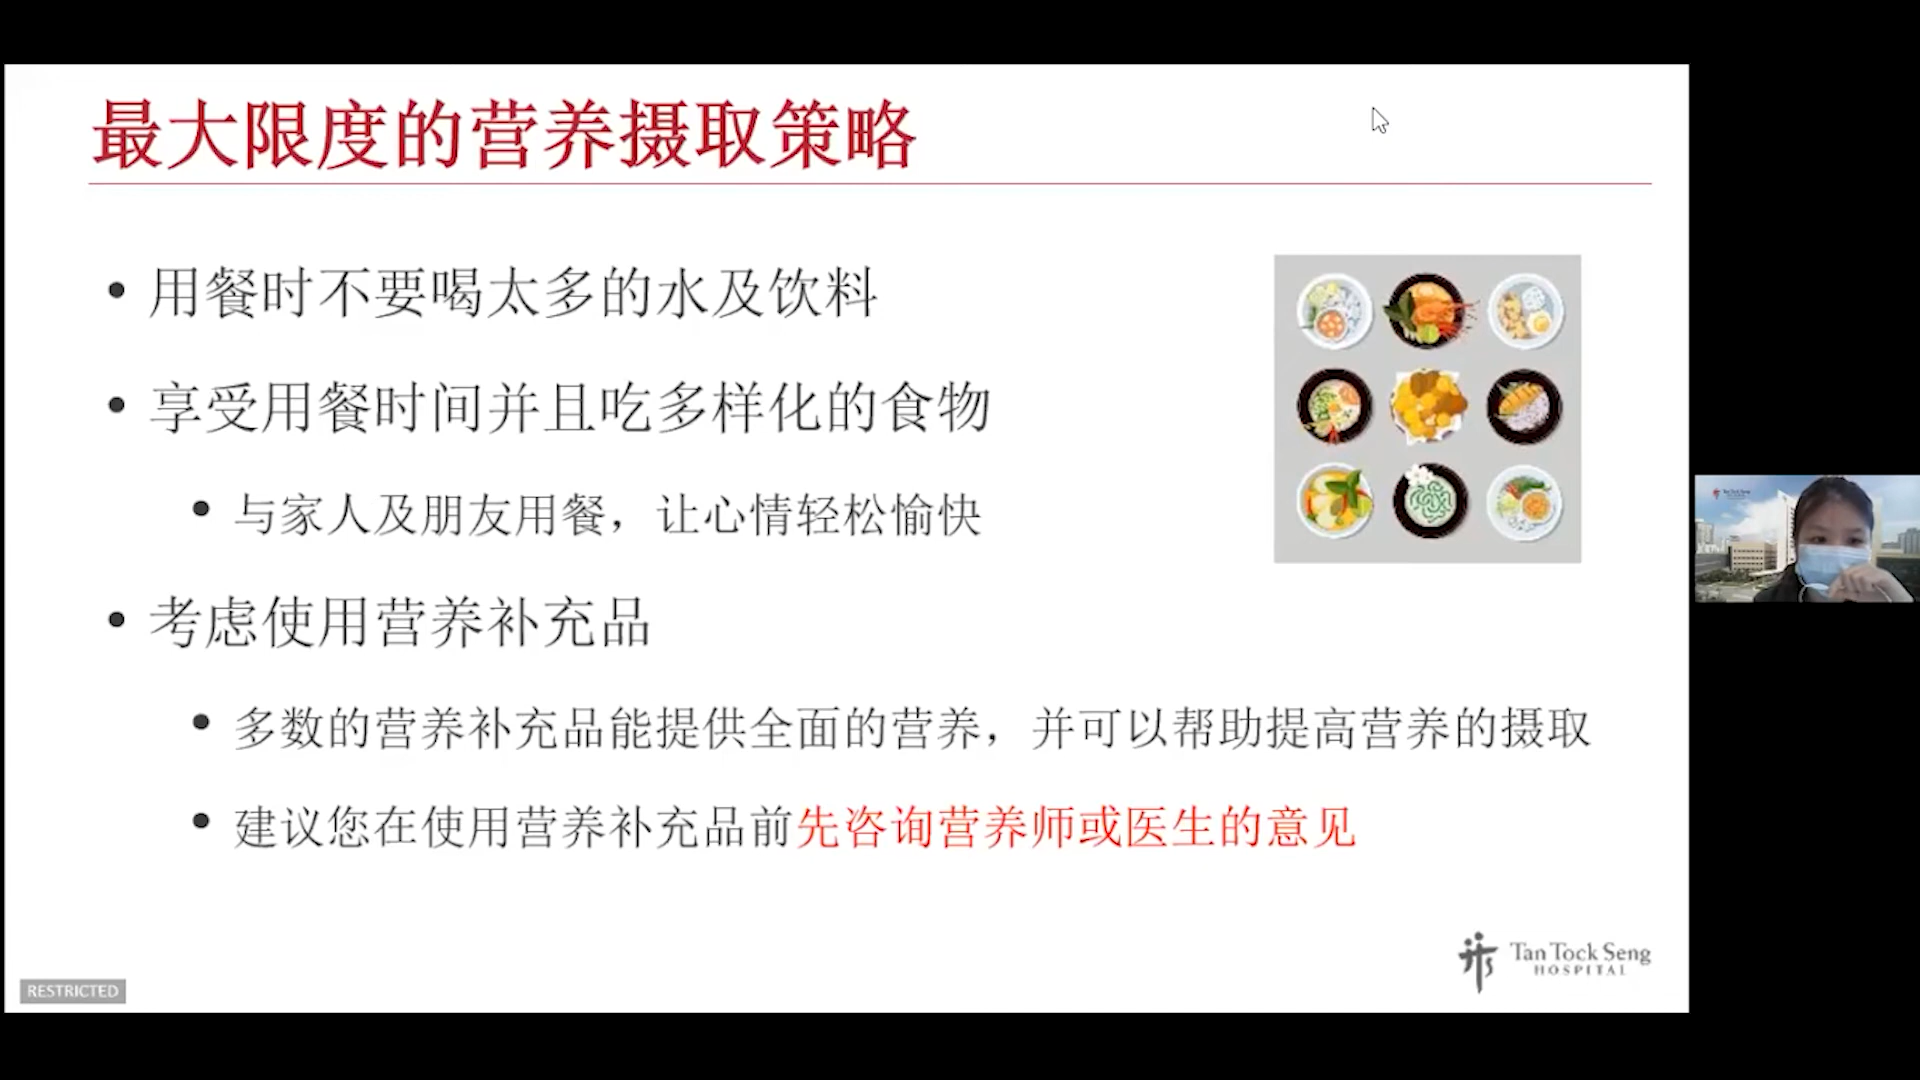 最大限度的营养摄取策略
• 用餐时不要喝太多的水及饮料
• 享受用餐时间并且吃多样化的食物
• 与家人及朋友用餐，让心情轻松愉快
• 考虑使用营养补充品
• 多数的营养补充品能提供全面的营养，并可以帮助提高营养的摄取
• 建议您在使用营养补充品前先咨询营养师或医生的意见
Tan Tock Seng
HOSPITAL
RESTRICTED